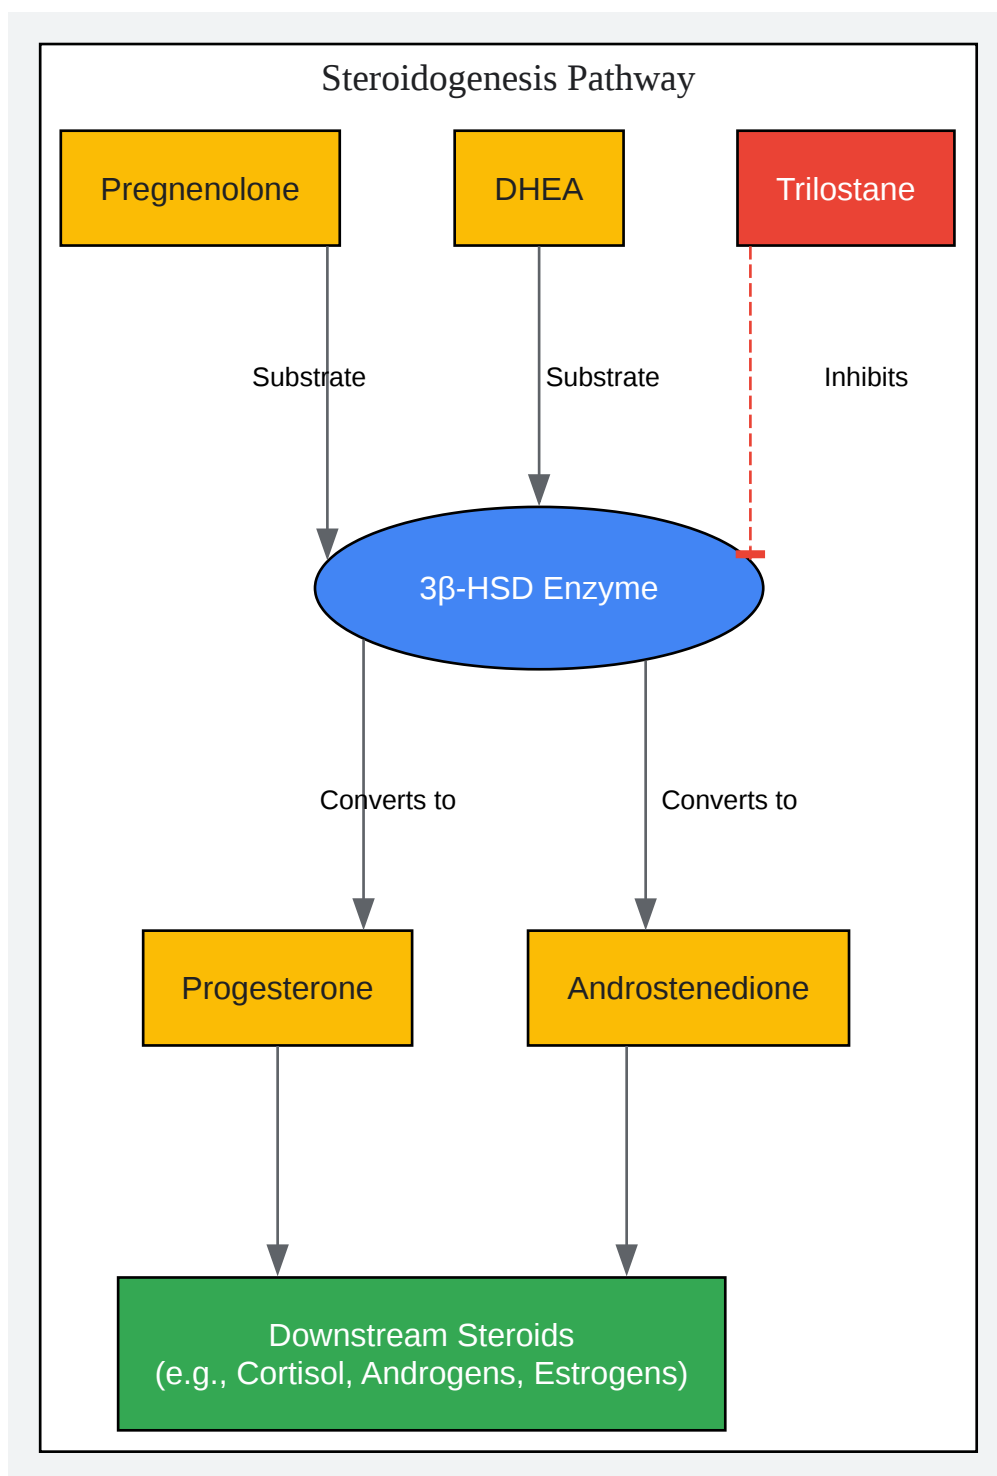 Steroidogenesis Pathway
Pregnenolone
DHEA
Trilostane
Substrate
Substrate
Inhibits
3β-HSD Enzyme
Converts to
Converts to
Progesterone
Androstenedione
Downstream Steroids
(e.g., Cortisol, Androgens, Estrogens)